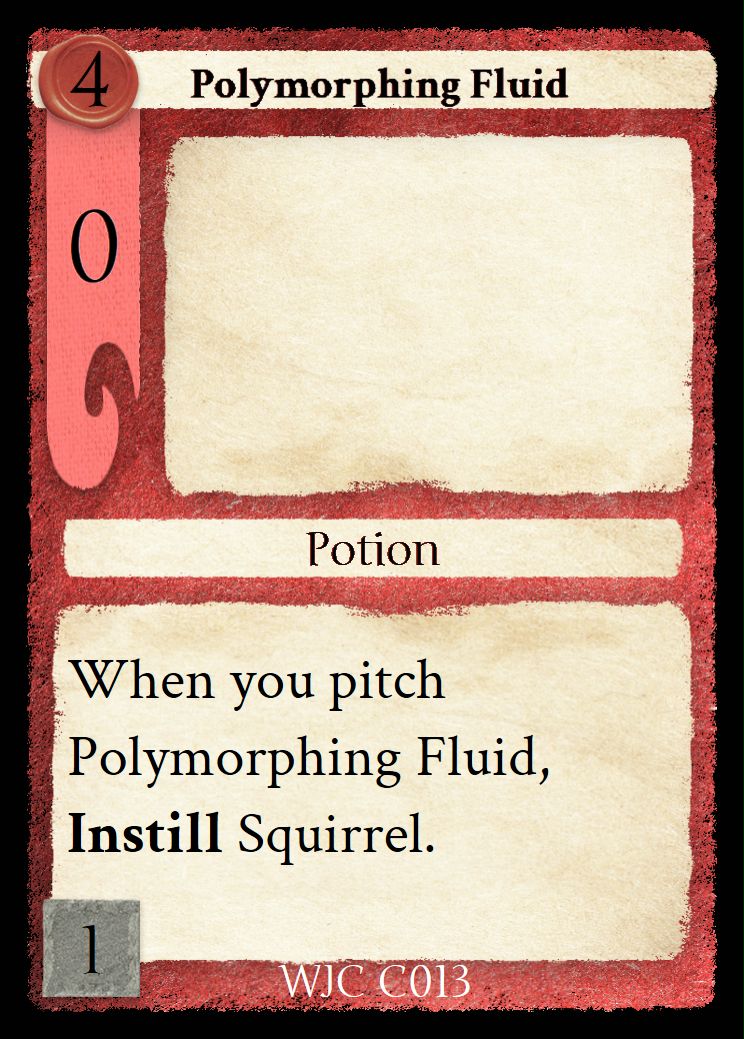 4
Polymorphing Fluid
0
Potion
When you pitch
Polymorphing Fluid,
Instill Squirrel.
1
WJC C013